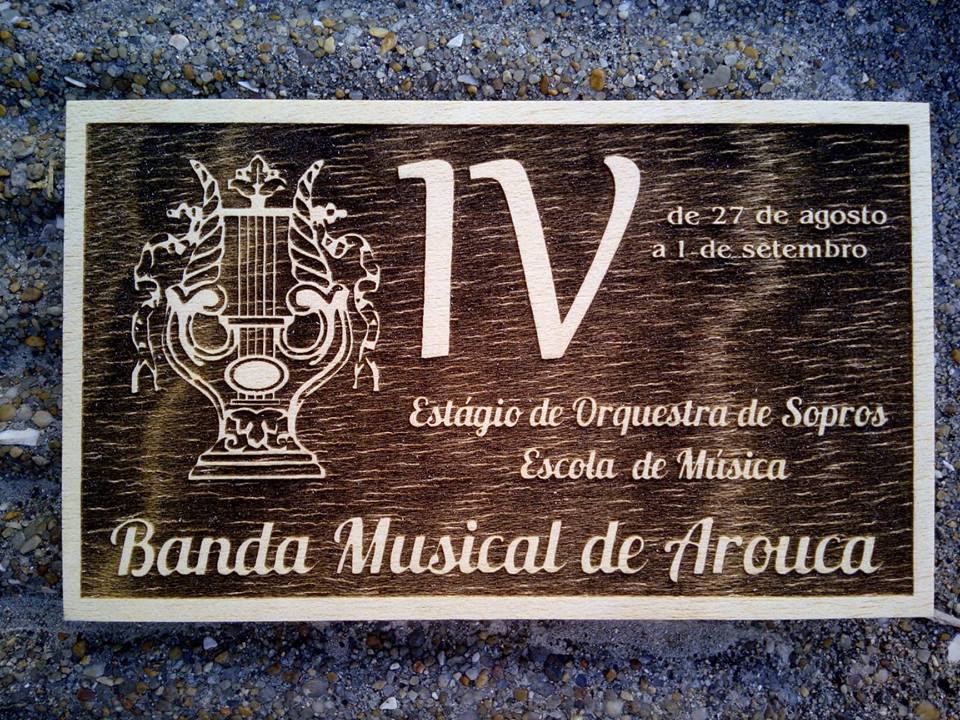 IV
de 27 de agosto
a 1 de setembro
Estágio de Orquestra de Sopros
Escola de Música
Banda Musical de Arouca